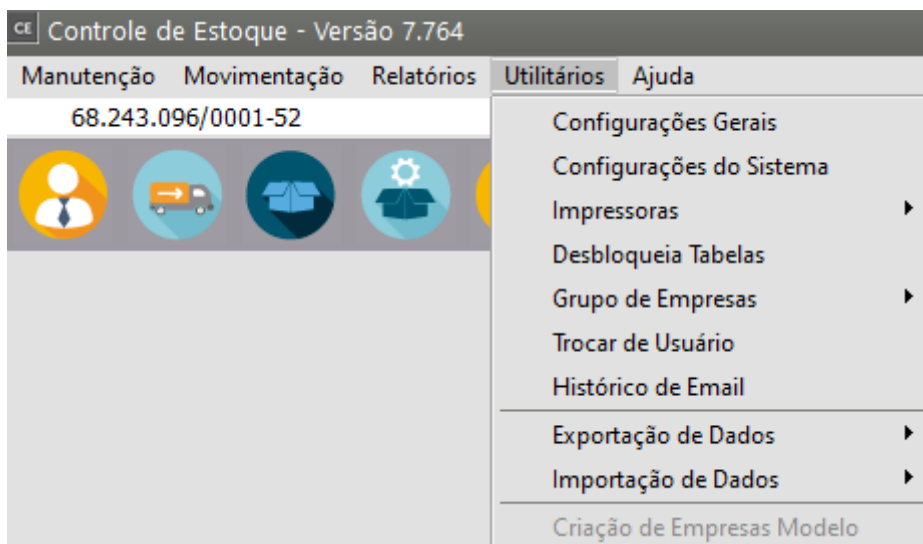 CE Controle de Estoque - Versão 7.764
Manutenção Movimentação Relatórios Utilitários Ajuda
68.243.096/0001-52
Configurações Gerais
Configurações do Sistema
Impressoras
Desbloqueia Tabelas
Grupo de Empresas
Trocar de Usuário
Histórico de Email
Exportação de Dados
Importação de Dados
Criação de Empresas Modelo